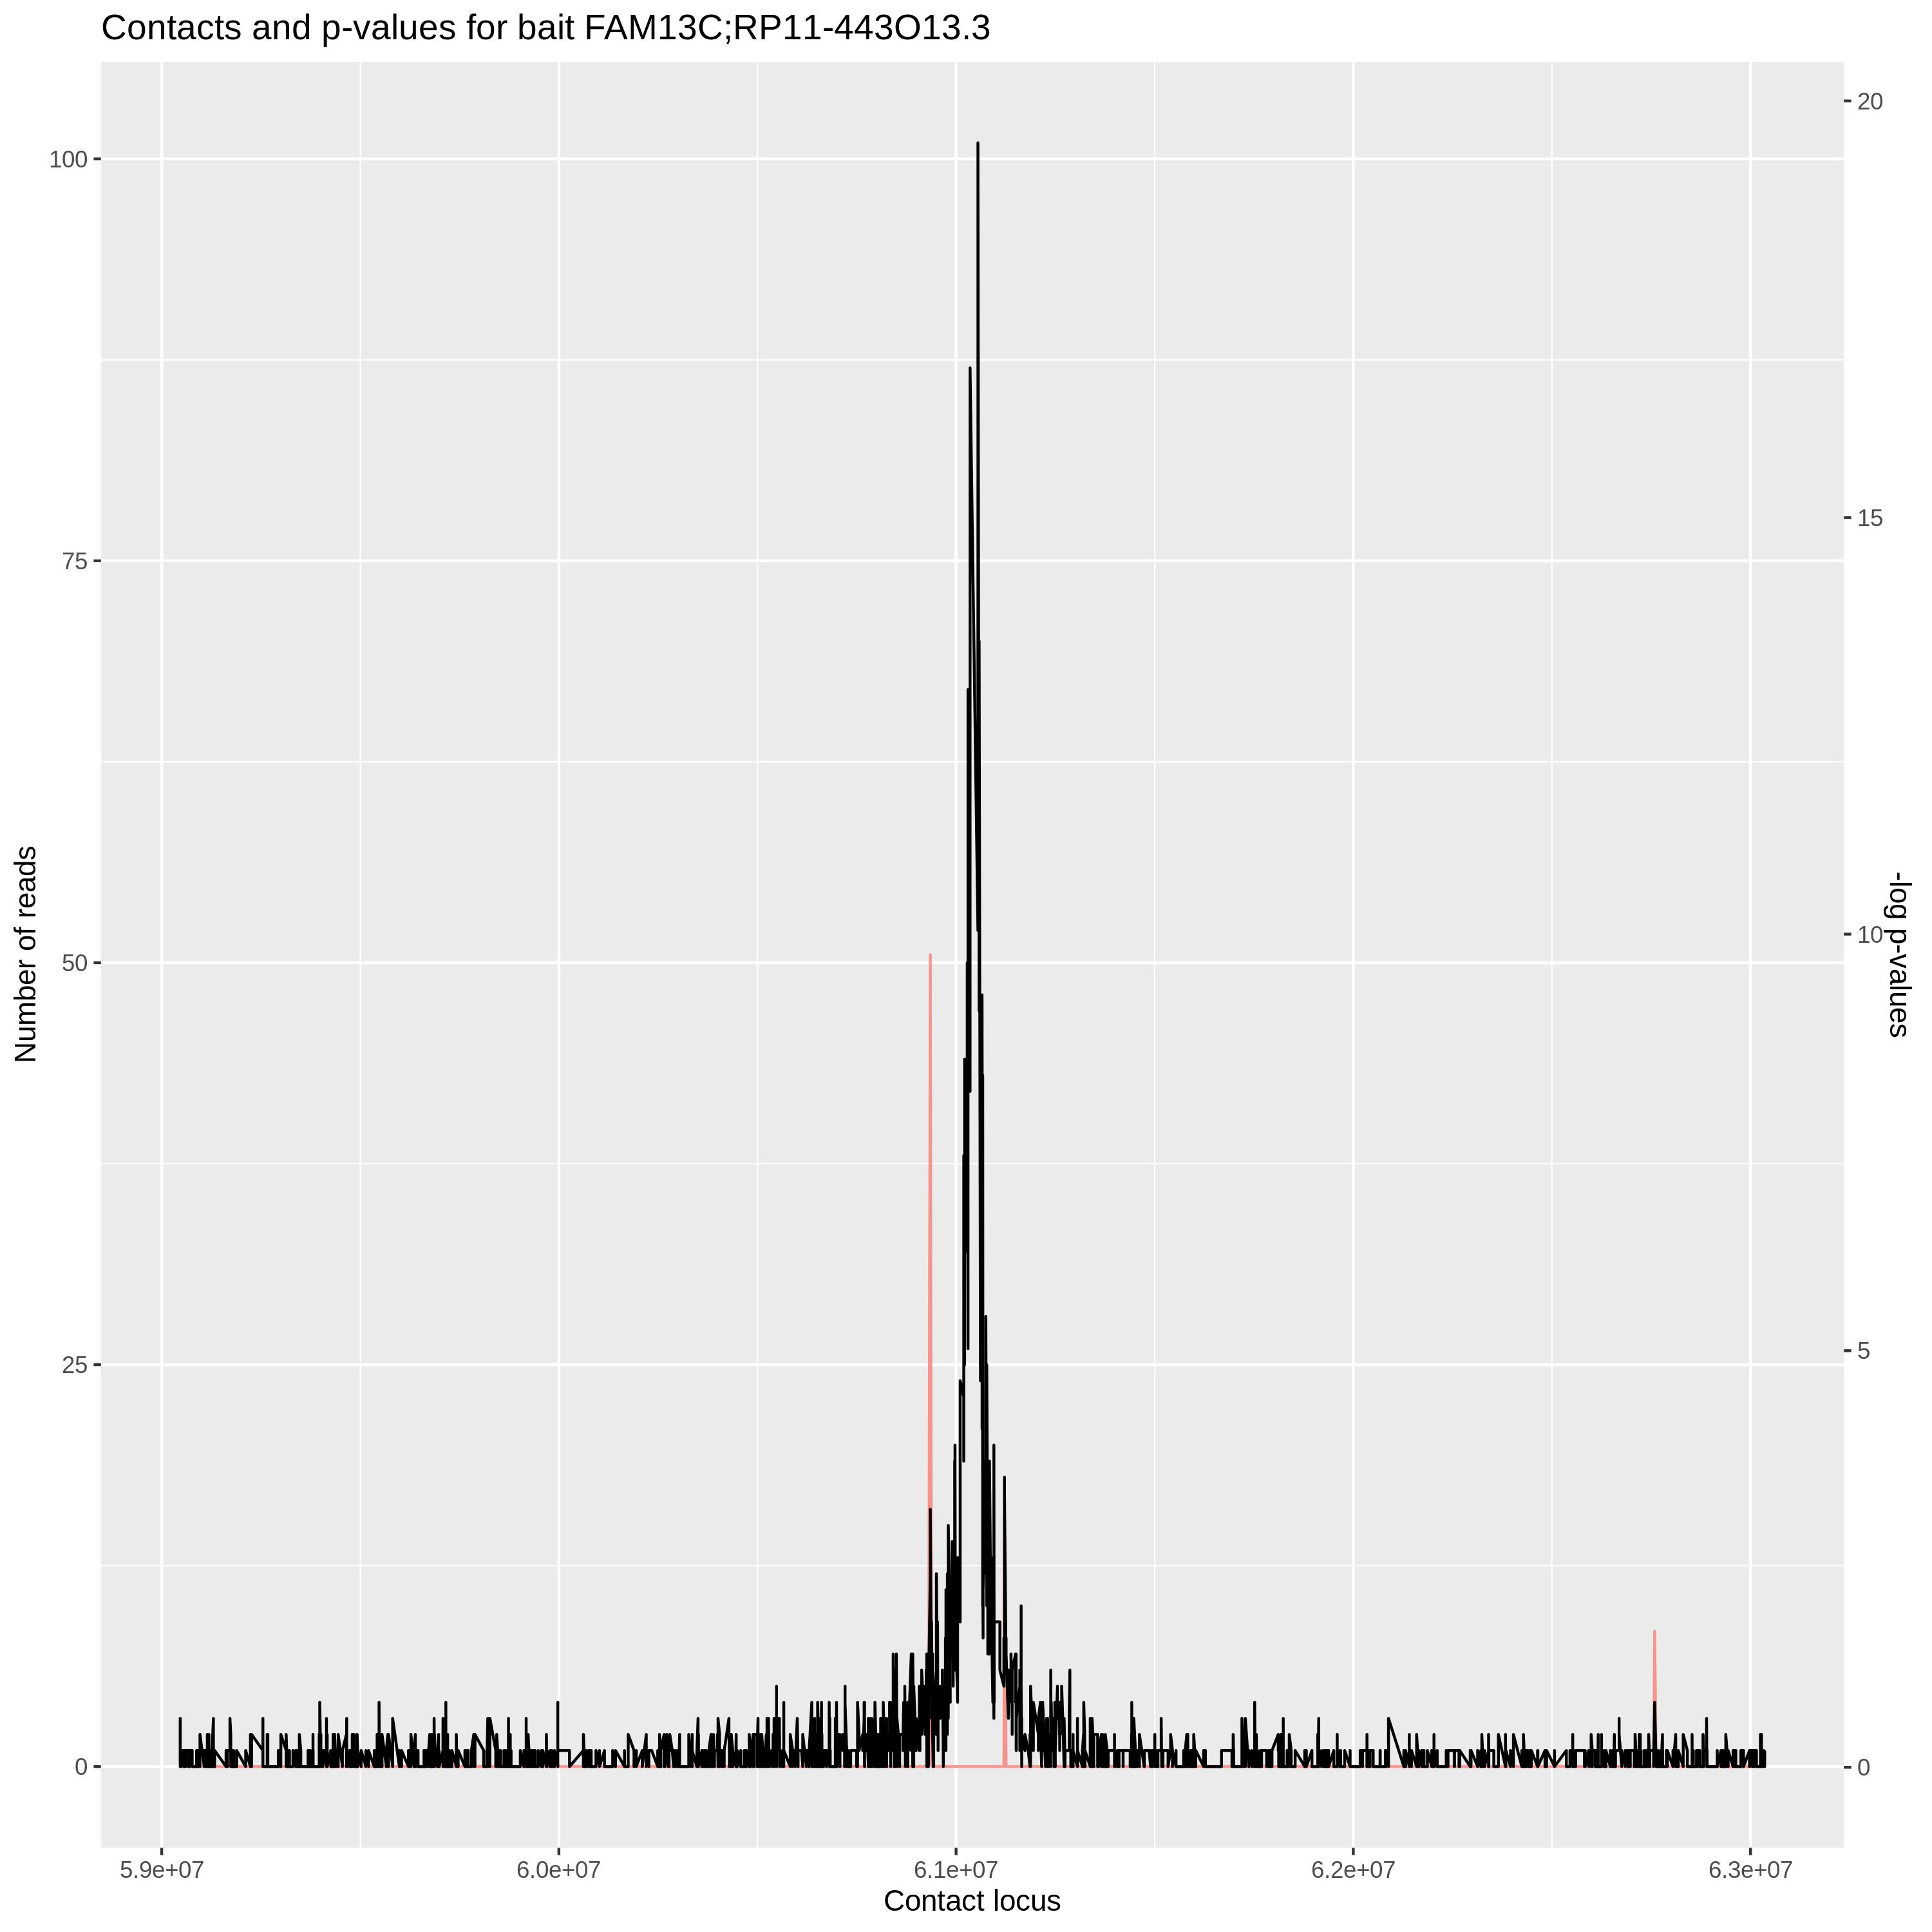 Contacts and p-values for bait FAM13C;RP11-443O13.3
Number of reads
100
75
50
25
0
20
15
10
5
0
-log p-values
5.9e+07 6.0e+07 6.1e+07 6.2e+07 6.3e+07
Contact locus